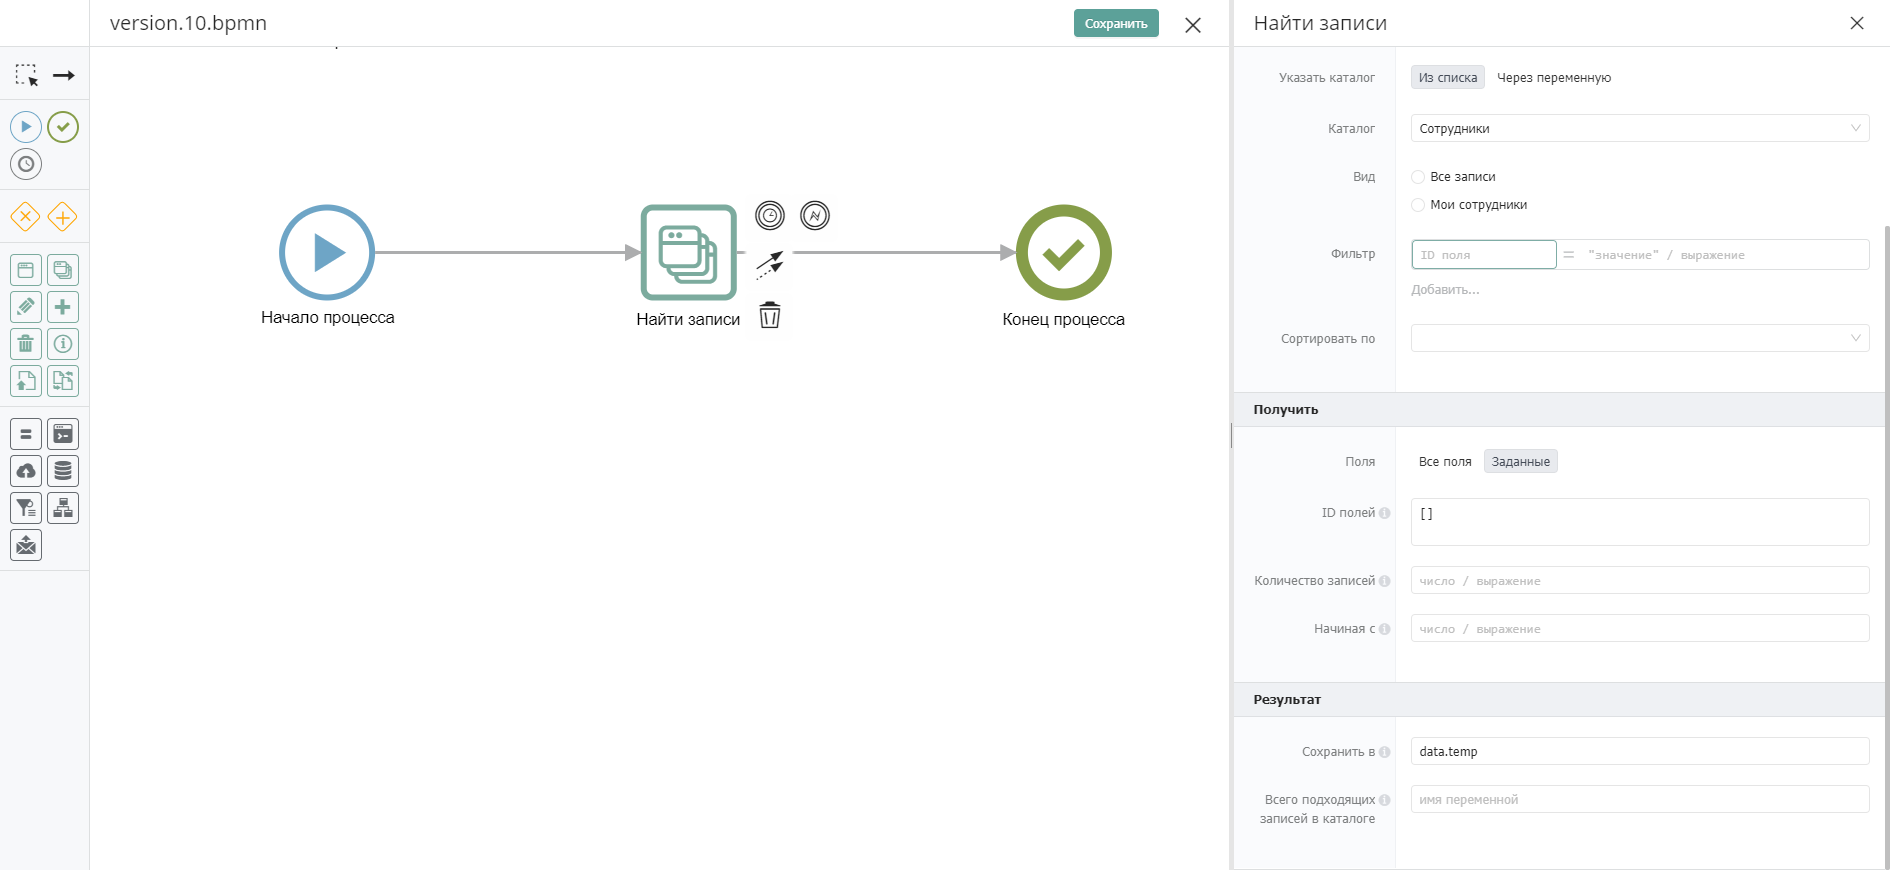 version.10.bpmn
Сохранить
Начало процесса
Найти записи
Конец процесса
Найти записи
Указать каталог
Из списка
Через переменную
Каталог
Сотрудники
Вид
Все записи
Мои сотрудники
Фильтр
ID поля = "значение" / выражение
Добавить...
Сортировать по
Получить
Поля
Все поля
Заданные
ID полей
[]
Количество записей
число / выражение
Начиная с
число / выражение
Результат
Сохранить в
data.temp
Всего подходящих
записей в каталоге
имя переменной